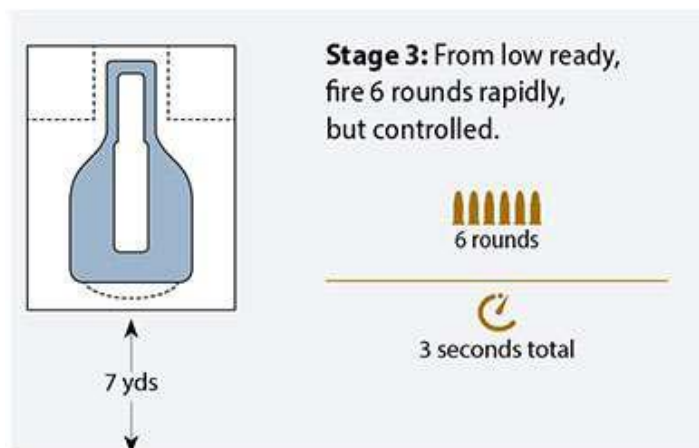 Stage 3: From low ready,
fire 6 rounds rapidly,
but controlled.
6 rounds
3 seconds total
7 yds